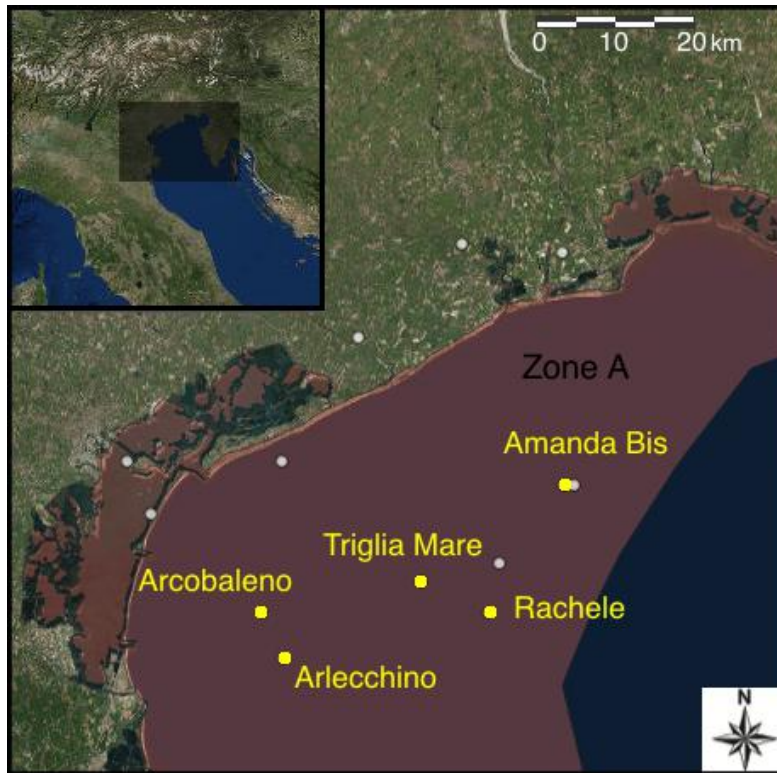 0 10 20 km
Zone A
Amanda Bis
Triglia Mare
Arcobaleno
Rachele
Arlecchino
N